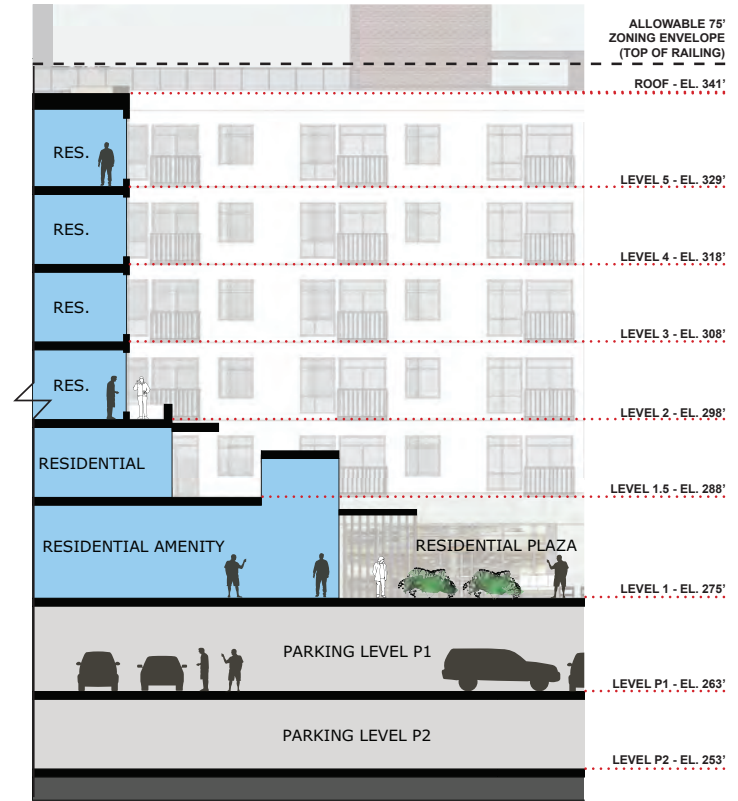 ALLOWABLE 75’
ZONING ENVELOPE
(TOP OF RAILING)
ROOF - EL. 341’
RES.
LEVEL 5 - EL. 329’
RES.
LEVEL 4 - EL. 318’
RES.
LEVEL 3 - EL. 308’
RES.
LEVEL 2 - EL. 298’
RESIDENTIAL
LEVEL 1.5 - EL. 288’
RESIDENTIAL AMENITY
RESIDENTIAL PLAZA
LEVEL 1 - EL. 275’
PARKING LEVEL P1
LEVEL P1 - EL. 263’
PARKING LEVEL P2
LEVEL P2 - EL. 253’